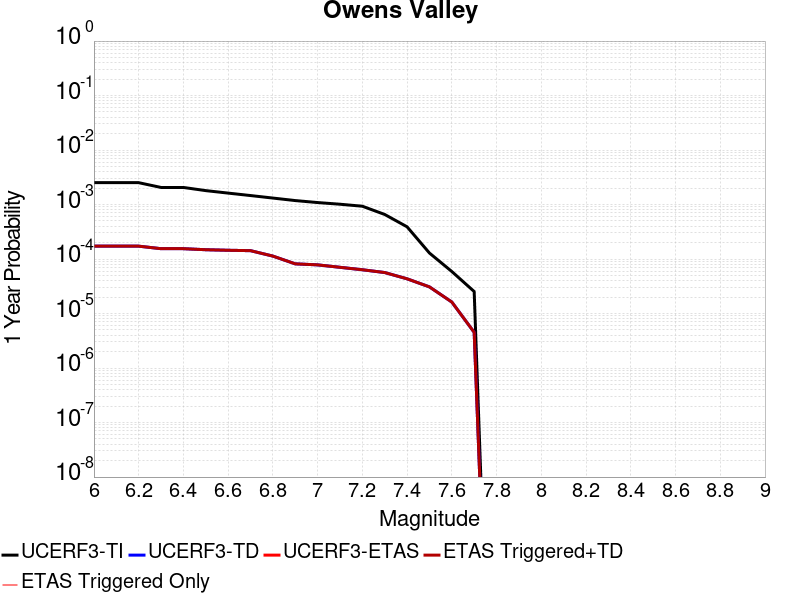 Owens Valley
10^0
10^-1
10^-2
10^-3
10^-4
10^-5
10^-6
10^-7
10^-8
1 Year Probability
6 6.2 6.4 6.6 6.8 7 7.2 7.4 7.6 7.8 8 8.2 8.4 8.6 8.8 9
Magnitude
UCERF3-TI UCERF3-TD UCERF3-ETAS ETAS Triggered+TD
ETAS Triggered Only